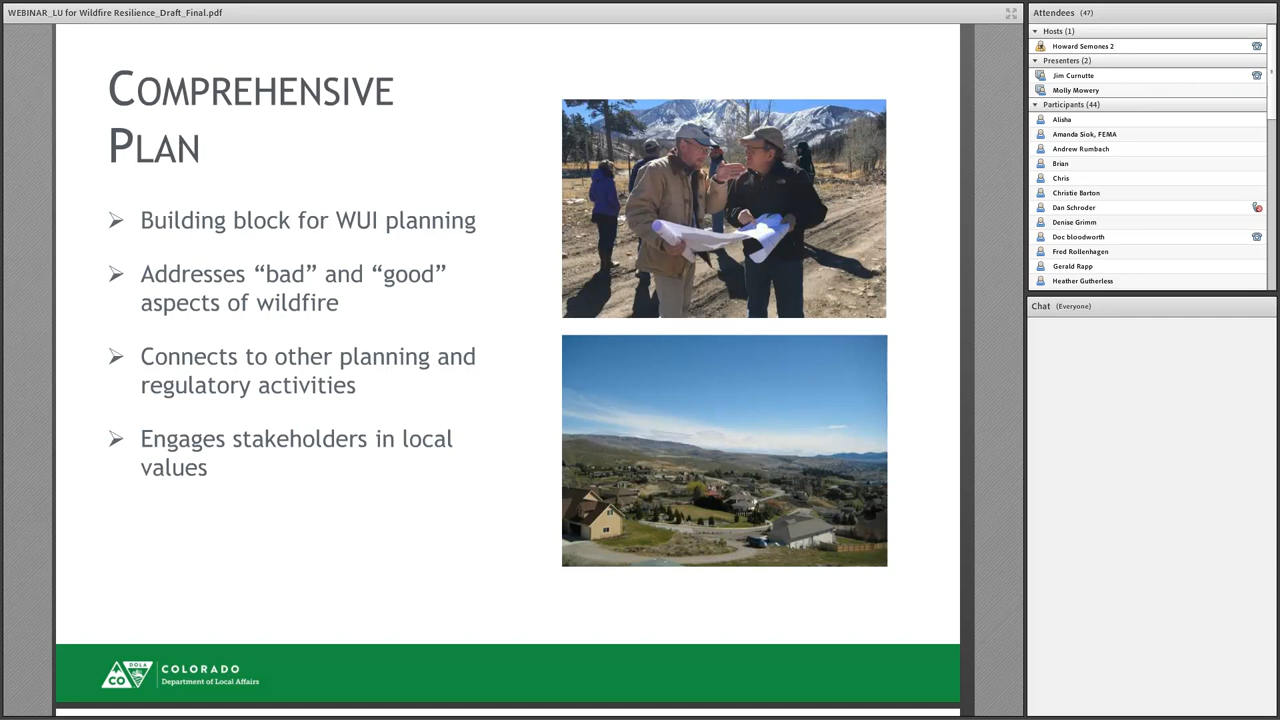 WEBINAR_LU for Wildfire Resilience_Draft_Final.pdf
COMPREHENSIVE
PLAN
Building block for WUI planning
Addresses “bad” and “good”
aspects of wildfire
Connects to other planning and
regulatory activities
Engages stakeholders in local
values
DOLA
CO
COLORADO
Department of Local Affairs
Attendees (47)
Hosts (1)
Howard Semones 2
Presenters (2)
Jim Curnutte
Molly Mowery
Participants (44)
Alisha
Amanda Siok, FEMA
Andrew Rumbach
Brian
Chris
Christie Barton
Dan Schroder
Denise Grimm
Doc bloodworth
Fred Rollenhagen
Gerald Rapp
Heather Gutherless
Chat (Everyone)